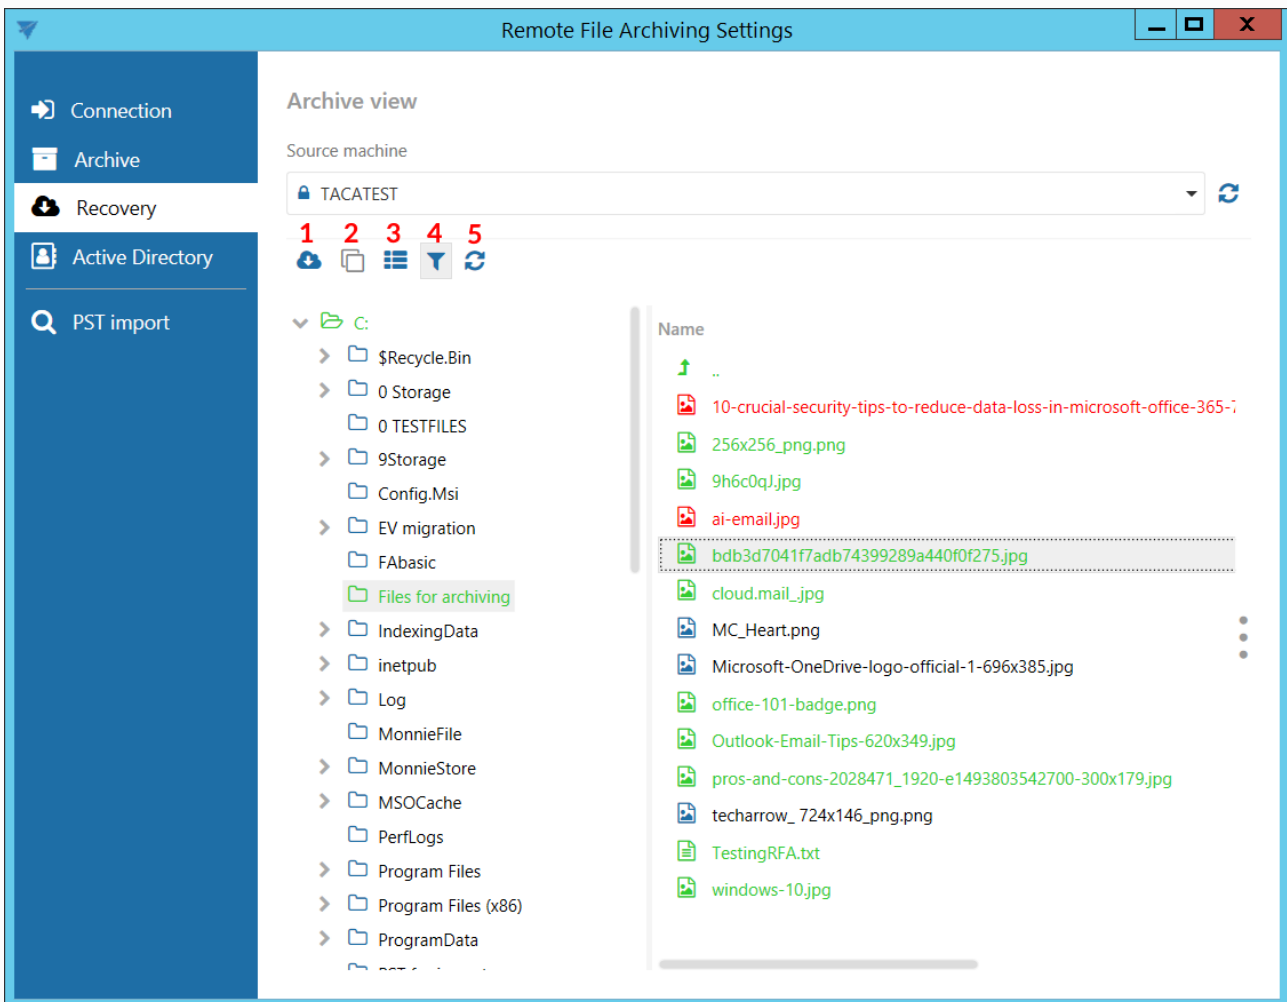 Remote File Archiving Settings
Connection
Archive
Recovery
Active Directory
PST import
Archive view
Source machine
TACATEST
1 2 3 4 5
C:
$Recycle.Bin
0 Storage
0 TESTFILES
9Storage
Config.Msi
EV migration
FAbasic
Files for archiving
IndexingData
inetpub
Log
MonnieFile
MonnieStore
MSOCache
PerfLogs
Program Files
Program Files (x86)
ProgramData
Name
..
10-crucial-security-tips-to-reduce-data-loss-in-microsoft-office-365-
256x256_png.png
9h6c0qJ.jpg
ai-email.jpg
bdb3d7041f7adb74399289a440f0f275.jpg
cloud.mail_.jpg
MC_Heart.png
Microsoft-OneDrive-logo-official-1-696x385.jpg
office-101-badge.png
Outlook-Email-Tips-620x349.jpg
pros-and-cons-2028471_1920-e1493803542700-300x179.jpg
techarrow_ 724x146_png.png
TestingRFA.txt
windows-10.jpg